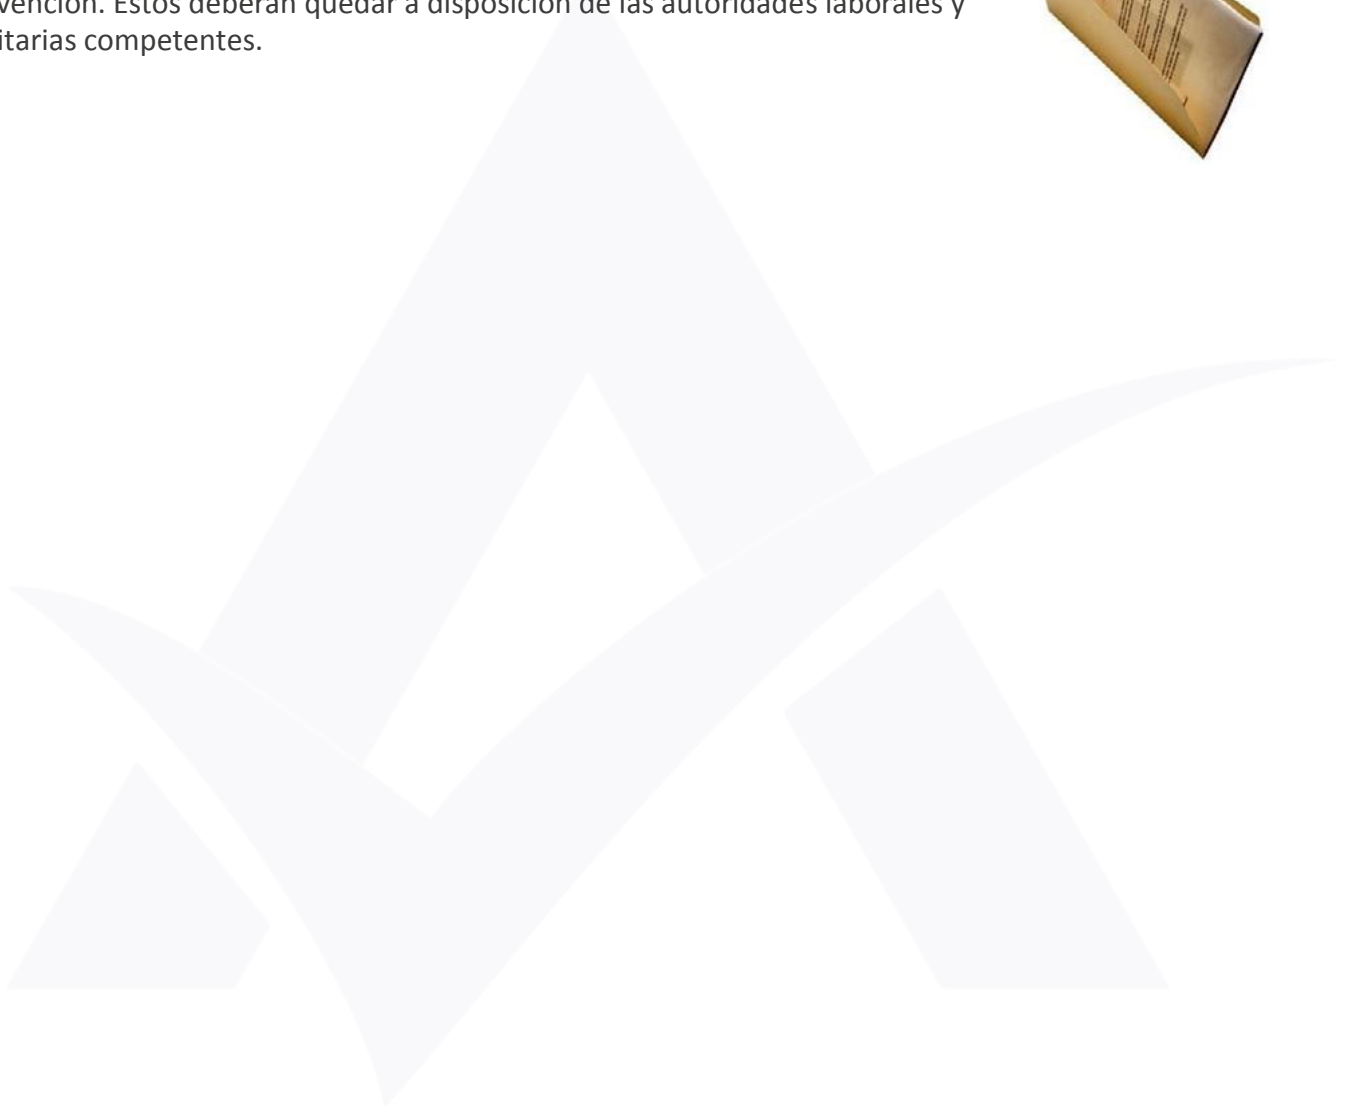 vención. Estos deberán quedar a disposición de las autoridades laborales y
itarias competentes.